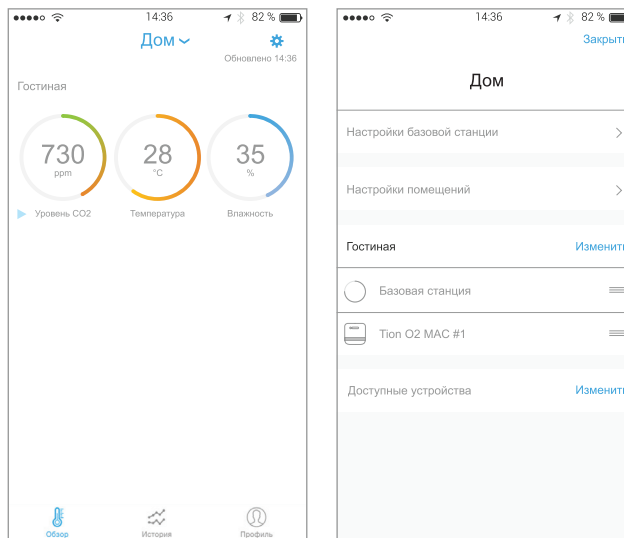 14:36
82 %
Дом
Обновлено 14:36
Гостиная
730
ppm
28
°C
35
%
Уровень CO2
Температура
Влажность
Обзор
История
Профиль
14:36
82 %
Закрыть
Дом
Настройки базовой станции
Настройки помещений
Гостиная
Изменить
Базовая станция
Tion O2 MAC #1
Доступные устройства
Изменить